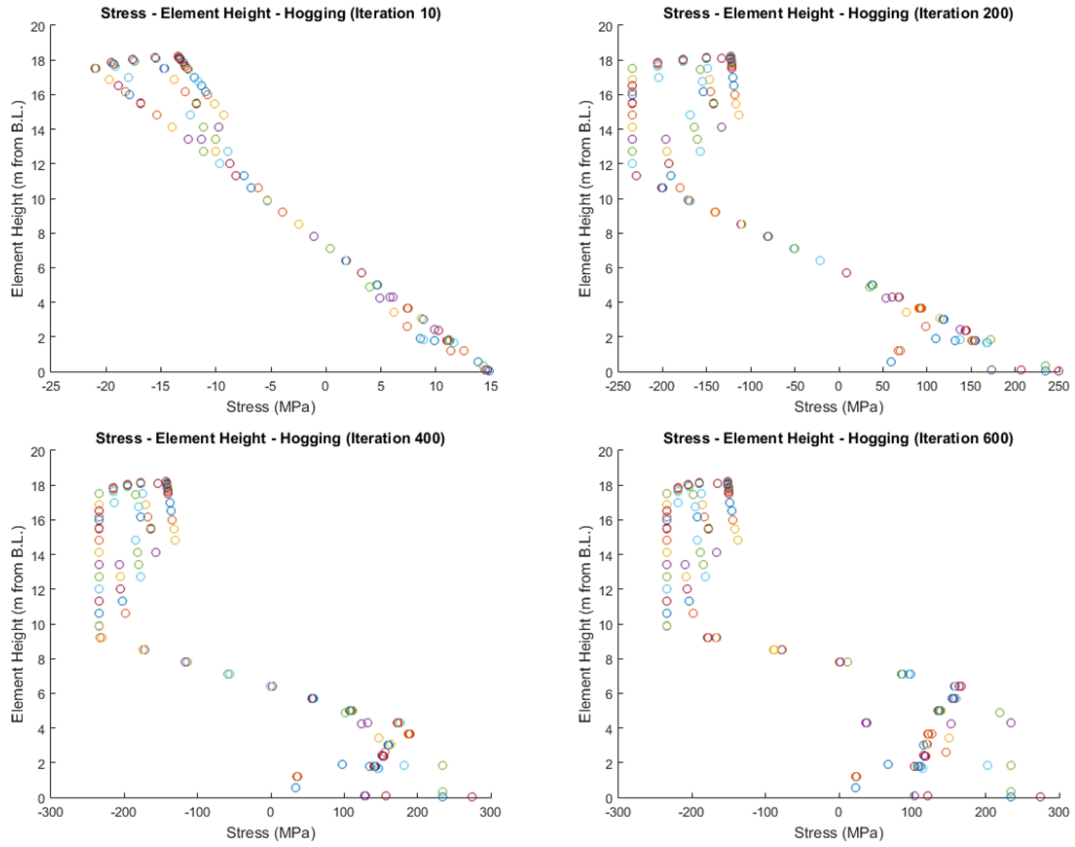 Stress - Element Height - Hogging (Iteration 10)
Element Height (m from B.L.)
20
18
16
14
12
10
8
6
4
2
0
-25 -20 -15 -10 -5 0 5 10 15
Stress (MPa)
Stress - Element Height - Hogging (Iteration 200)
Element Height (m from B.L.)
20
18
16
14
12
10
8
6
4
2
0
-250 -200 -150 -100 -50 0 50 100 150 200 250
Stress (MPa)
Stress - Element Height - Hogging (Iteration 400)
Element Height (m from B.L.)
20
18
16
14
12
10
8
6
4
2
0
-300 -200 -100 0 100 200 300
Stress (MPa)
Stress - Element Height - Hogging (Iteration 600)
Element Height (m from B.L.)
20
18
16
14
12
10
8
6
4
2
0
-300 -200 -100 0 100 200 300
Stress (MPa)